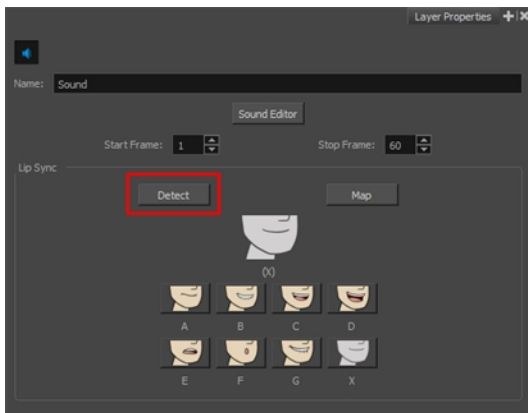 Layer Properties
Name: Sound
Sound Editor
Start Frame: 1 Stop Frame: 60
Lip Sync
Detect Map
(X)
A B C D
E F G X